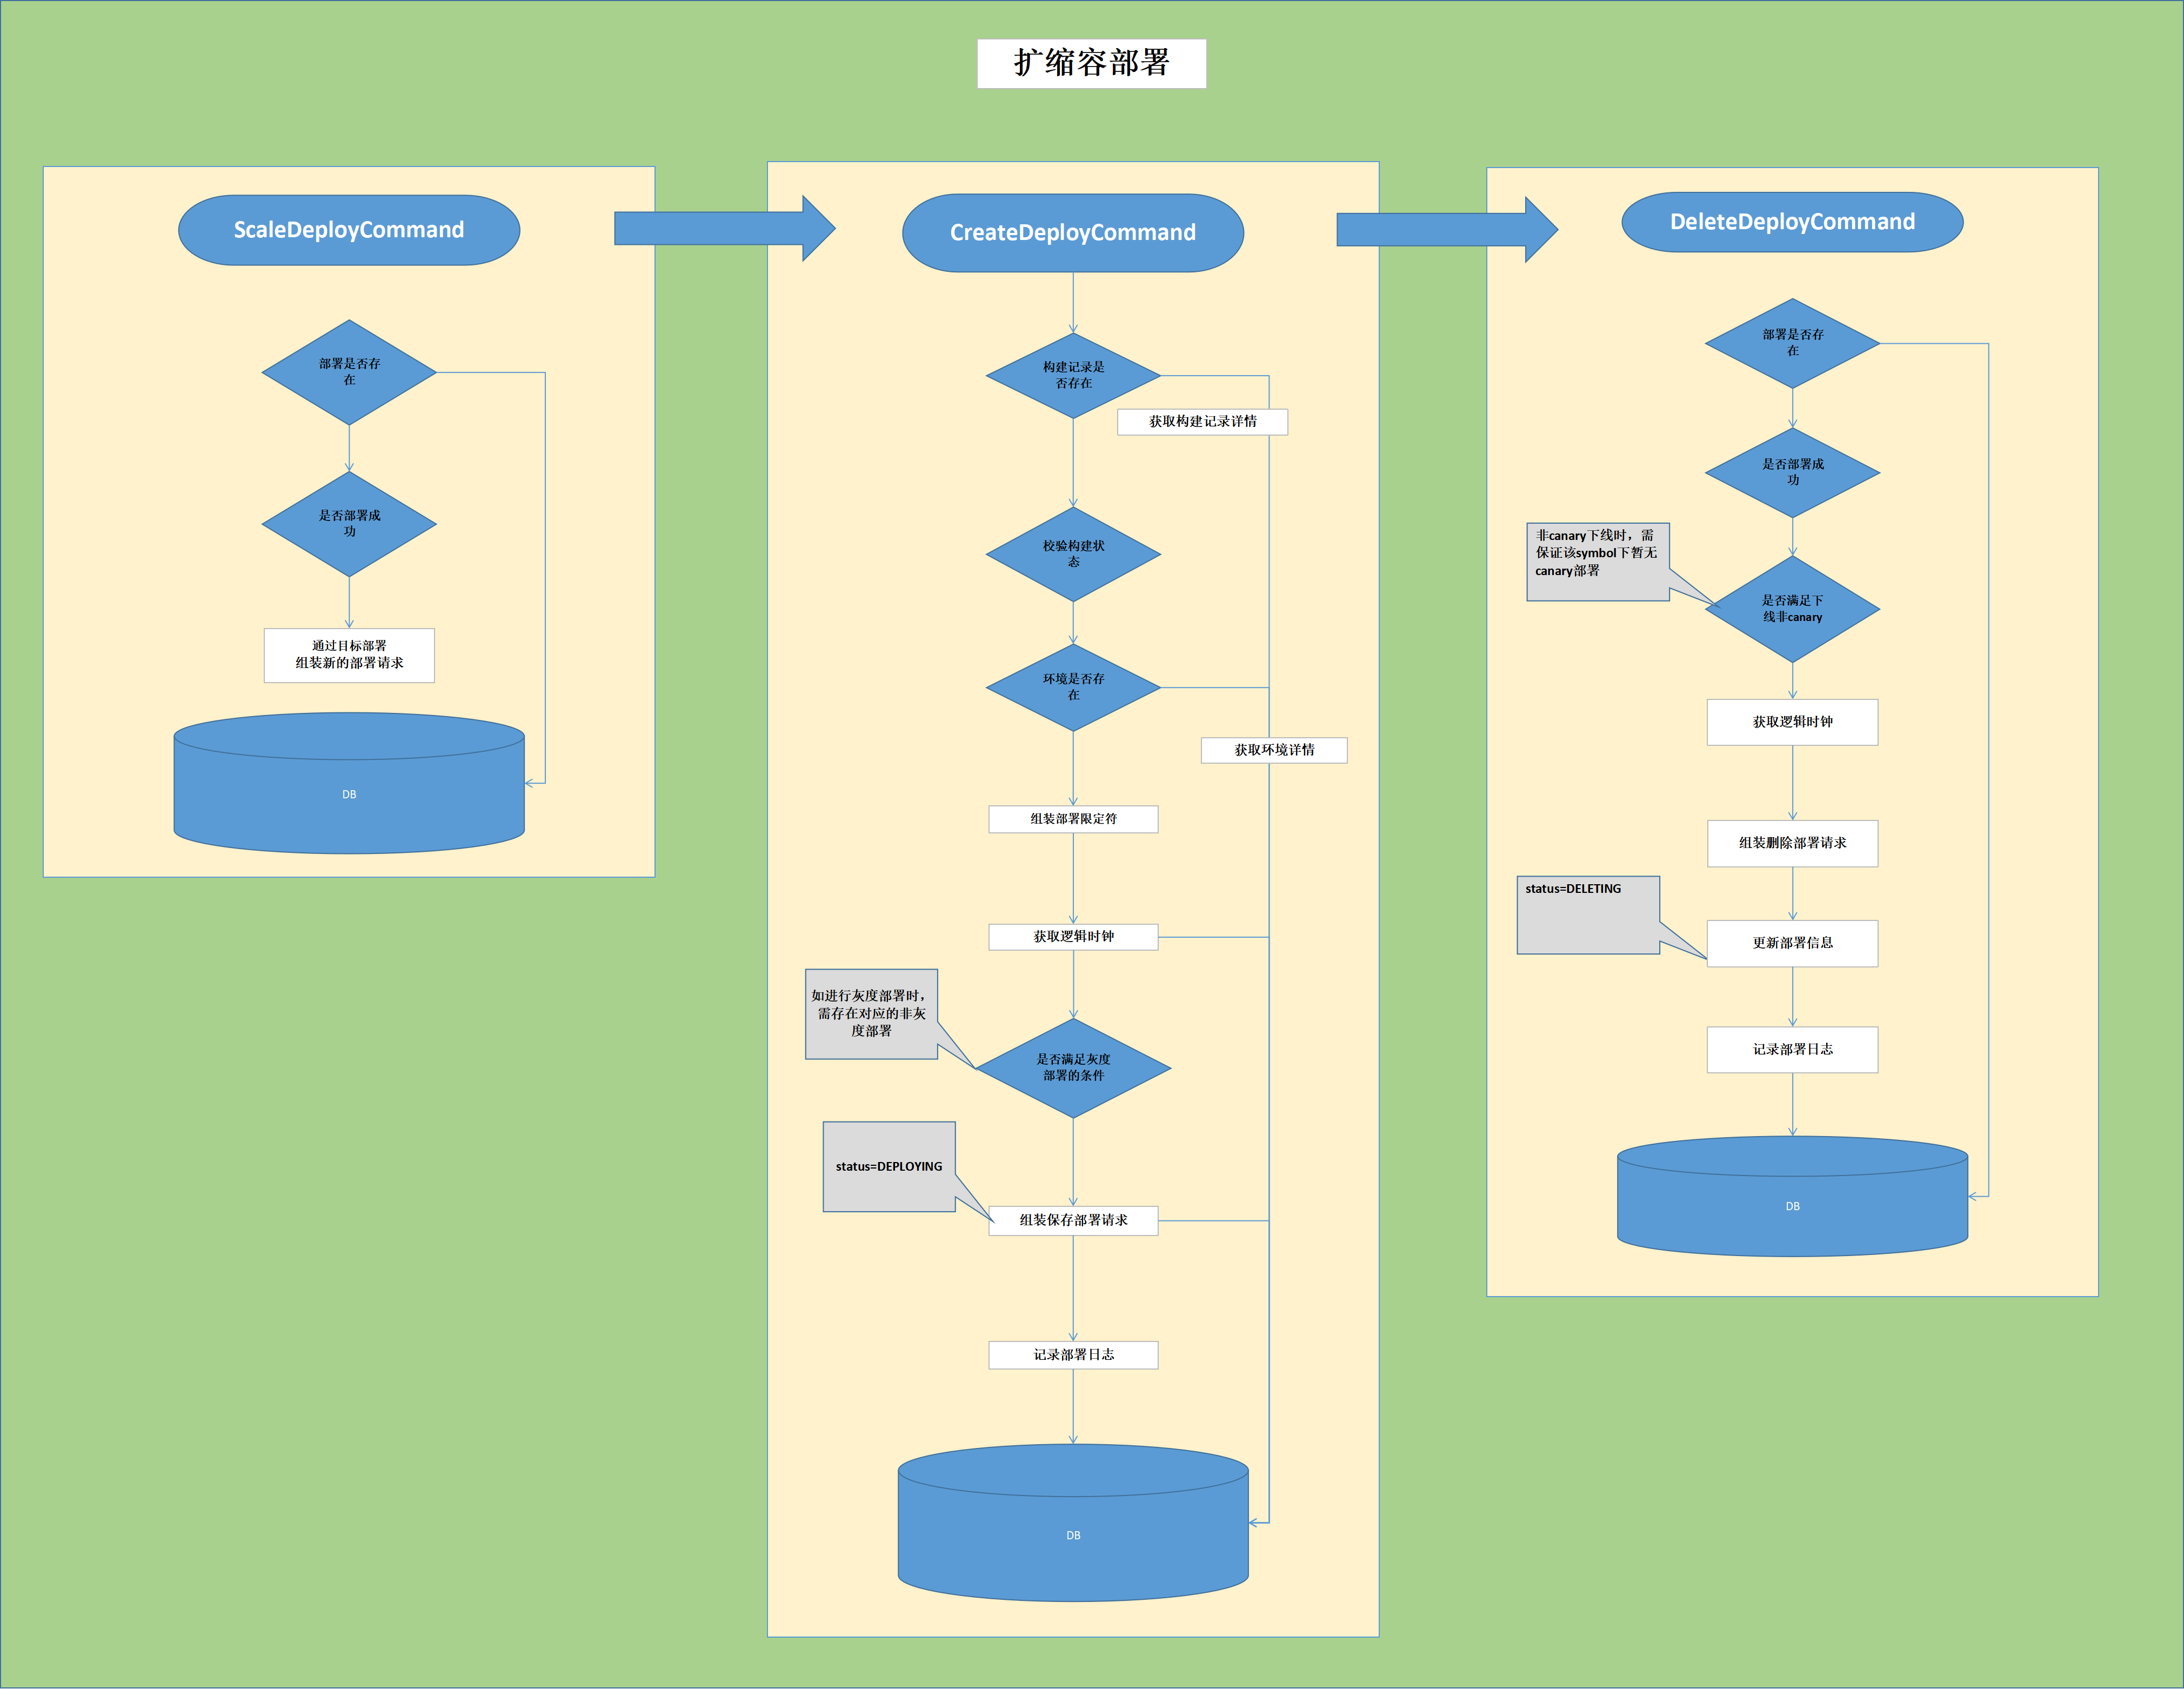 扩缩容部署
ScaleDeployCommand
部署是否存
在
是否部署成
功
通过目标部署
组装新的部署请求
DB
CreateDeployCommand
构建记录是
否存在
获取构建记录详情
校验构建状
态
环境是否存
在
获取环境详情
组装部署限定符
获取逻辑时钟
如进行灰度部署时，
需存在对应的非灰
度部署
是否满足灰度
部署的条件
status=DEPLOYING
组装保存部署请求
记录部署日志
DB
DeleteDeployCommand
部署是否存
在
是否部署成
功
非canary下线时，需
保证该symbol下暂无
canary部署
是否满足下
线非canary
获取逻辑时钟
组装删除部署请求
status=DELETING
更新部署信息
记录部署日志
DB